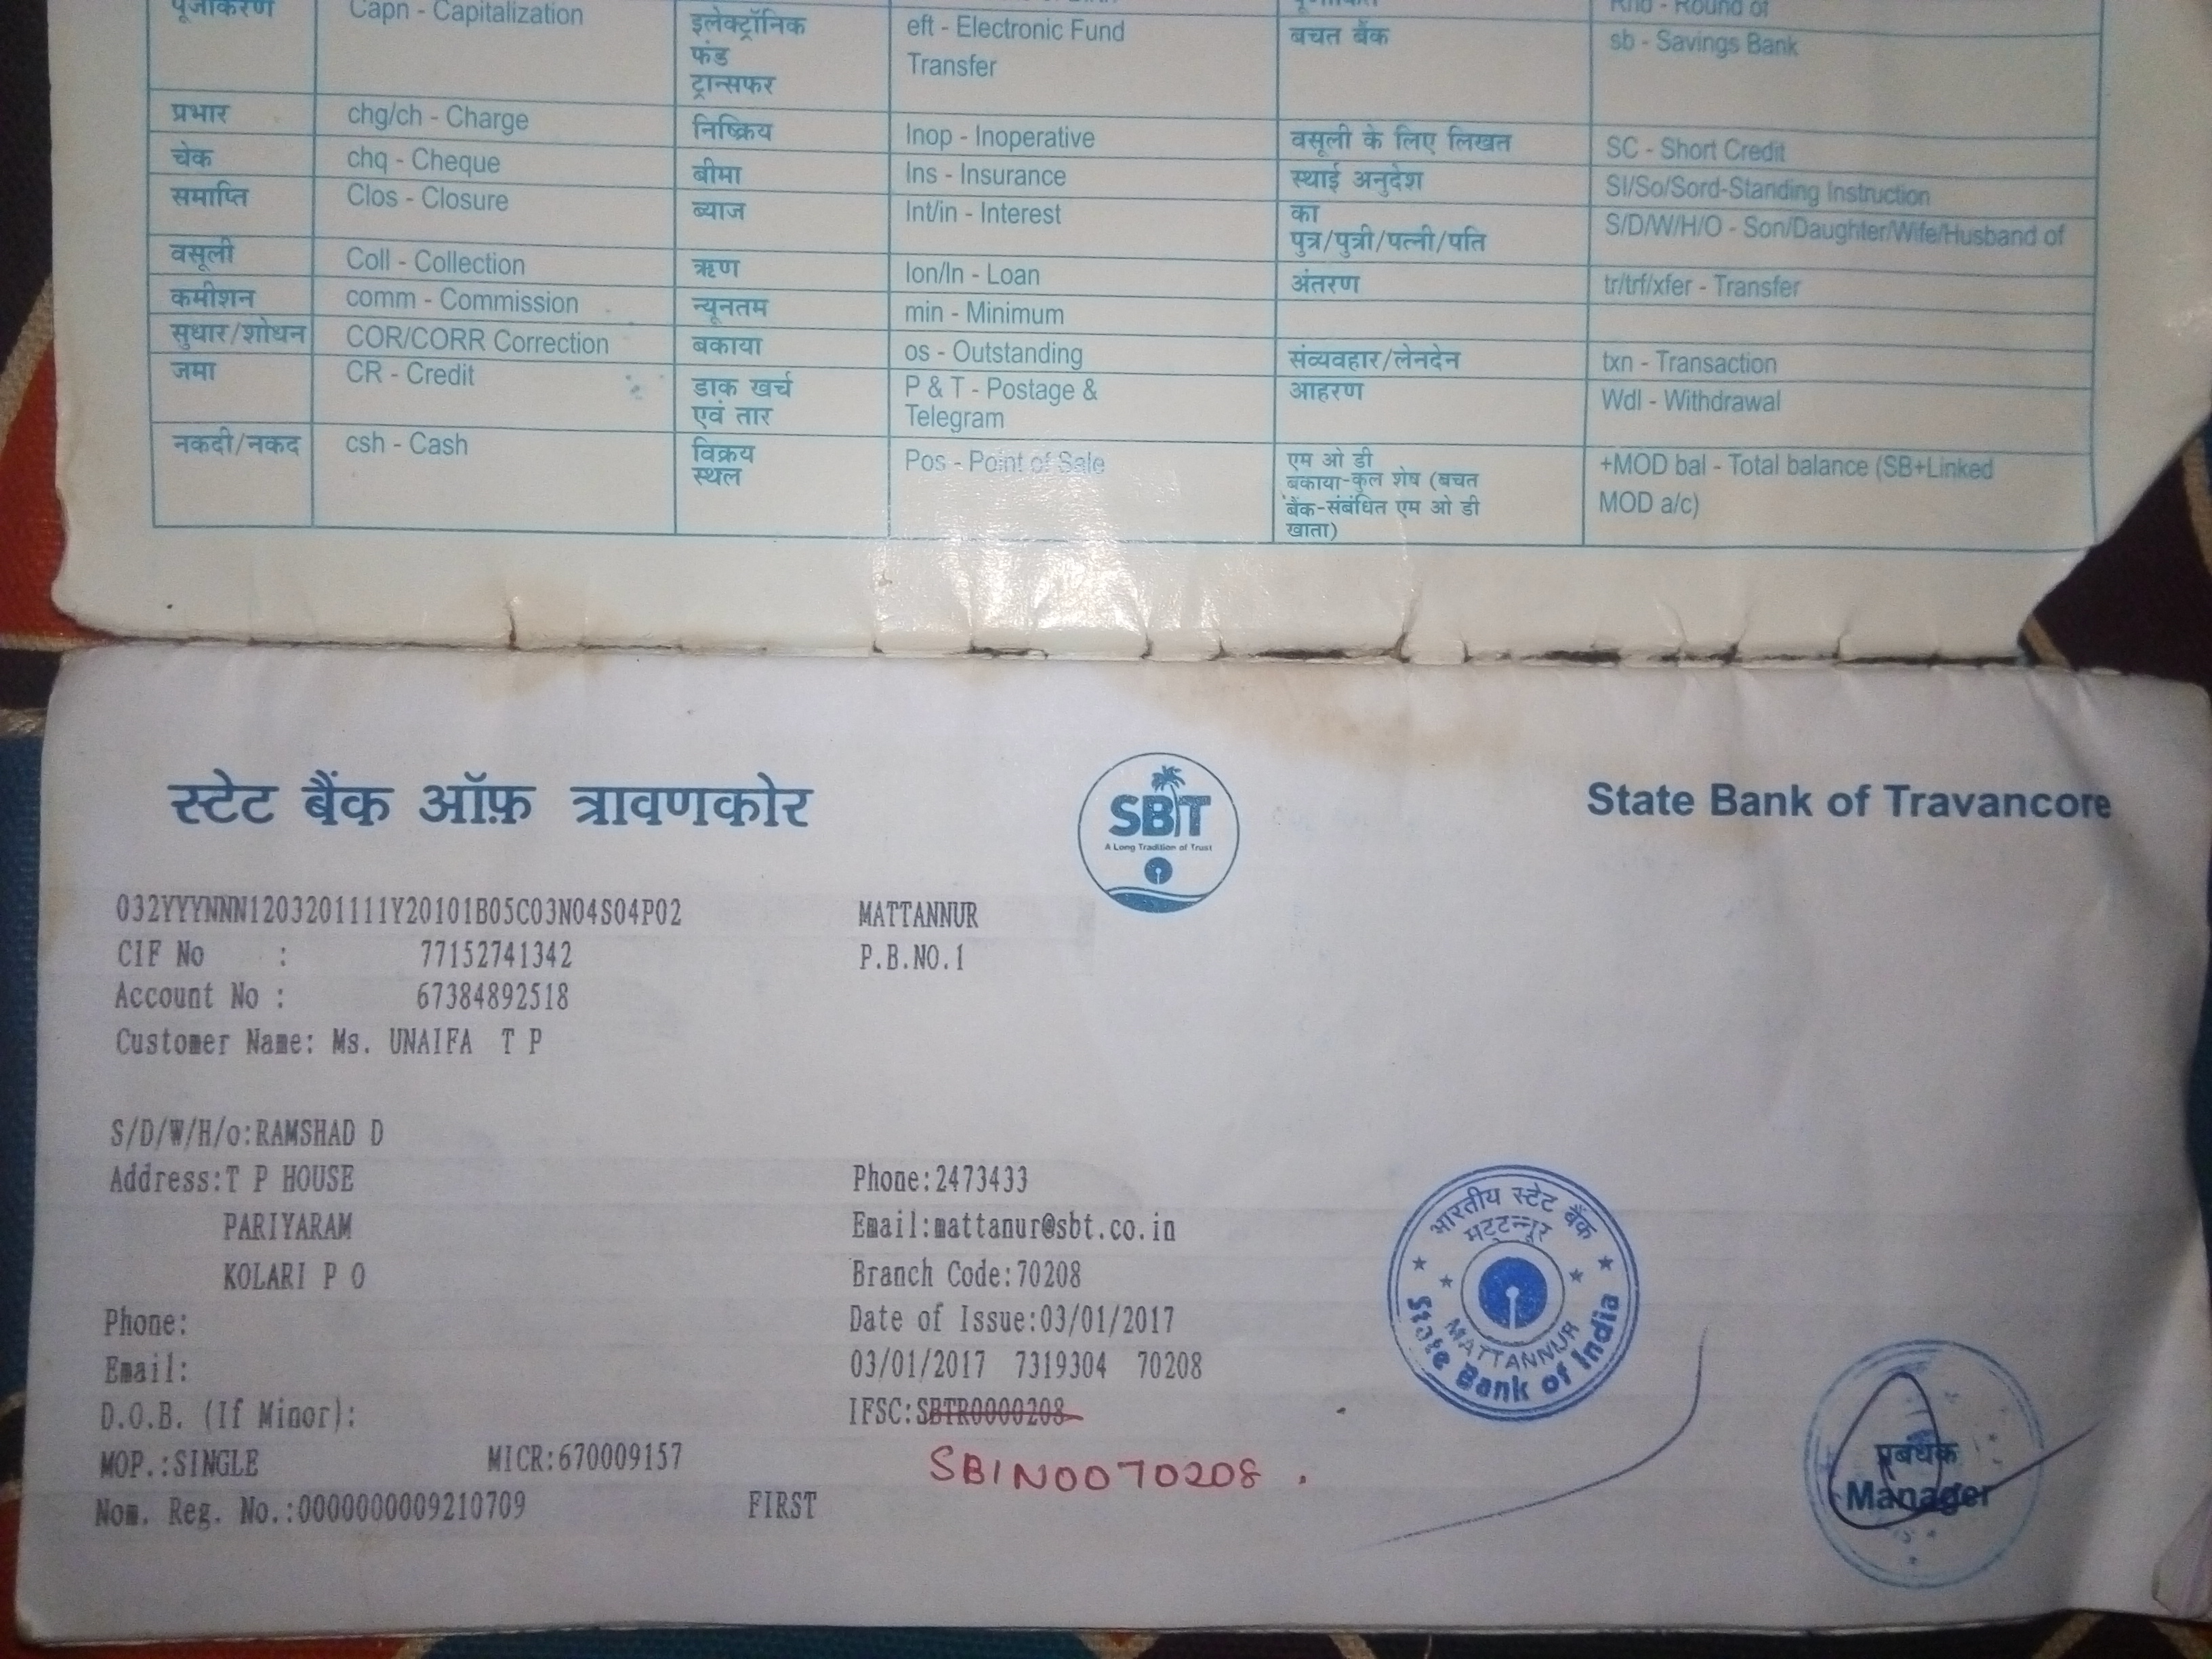 पूंजीकरण Capn - Capitalization
इलेक्ट्रॉनिक फंड ट्रान्सफर eft - Electronic Fund Transfer
बचत बैंक sb - Savings Bank
प्रभार chg/ch - Charge निष्क्रिय Inop - Inoperative वसूली के लिए लिखत SC - Short Credit
चेक chq - Cheque बीमा Ins - Insurance स्थाई अनुदेश SI/So/Sord-Standing Instruction
समाप्ति Clos - Closure ब्याज Int/in - Interest का पुत्र/पुत्री/पत्नी/पति S/D/W/H/O - Son/Daughter/Wife/Husband of
वसूली Coll - Collection ऋण lon/ln - Loan अंतरण tr/trf/xfer - Transfer
कमीशन comm - Commission न्यूनतम min - Minimum
सुधार/शोधन COR/CORR Correction बकाया os - Outstanding संव्यवहार/लेनदेन txn - Transaction
जमा CR - Credit डाक खर्च एवं तार P & T - Postage & Telegram आहरण Wdl - Withdrawal
नकदी/नकद csh - Cash विक्रय स्थल Pos - Point of Sale एम ओ डी बकाया-कुल शेष (बचत बैंक-संबंधित एम ओ डी खाता) +MOD bal - Total balance (SB+Linked MOD a/c)
स्टेट बैंक ऑफ़ त्रावणकोर
SBT
A Long Tradition of Trust
State Bank of Travancore
032YYYNNN1203201111Y20101B05C03N04S04P02 MATTANNUR
CIF No : 77152741342 P.B.NO.1
Account No : 67384892518
Customer Name: Ms. UNAIFA T P
S/D/W/H/o:RAMSHAD D
Address:T P HOUSE Phone:2473433
PARIYARAM Email:mattanur@sbt.co.in
KOLARI P O Branch Code:70208
Phone: Date of Issue:03/01/2017
Email: 03/01/2017 7319304 70208
D.O.B. (If Minor): IFSC:SBTR0000208
MOP.:SINGLE MICR:670009157 SBIN0070208.
Nom. Reg. No.:0000000009210709 FIRST
भारतीय स्टेट बैंक
मट्टन्नूर
MATTANNUR
State Bank of India
प्रबंधक
Manager